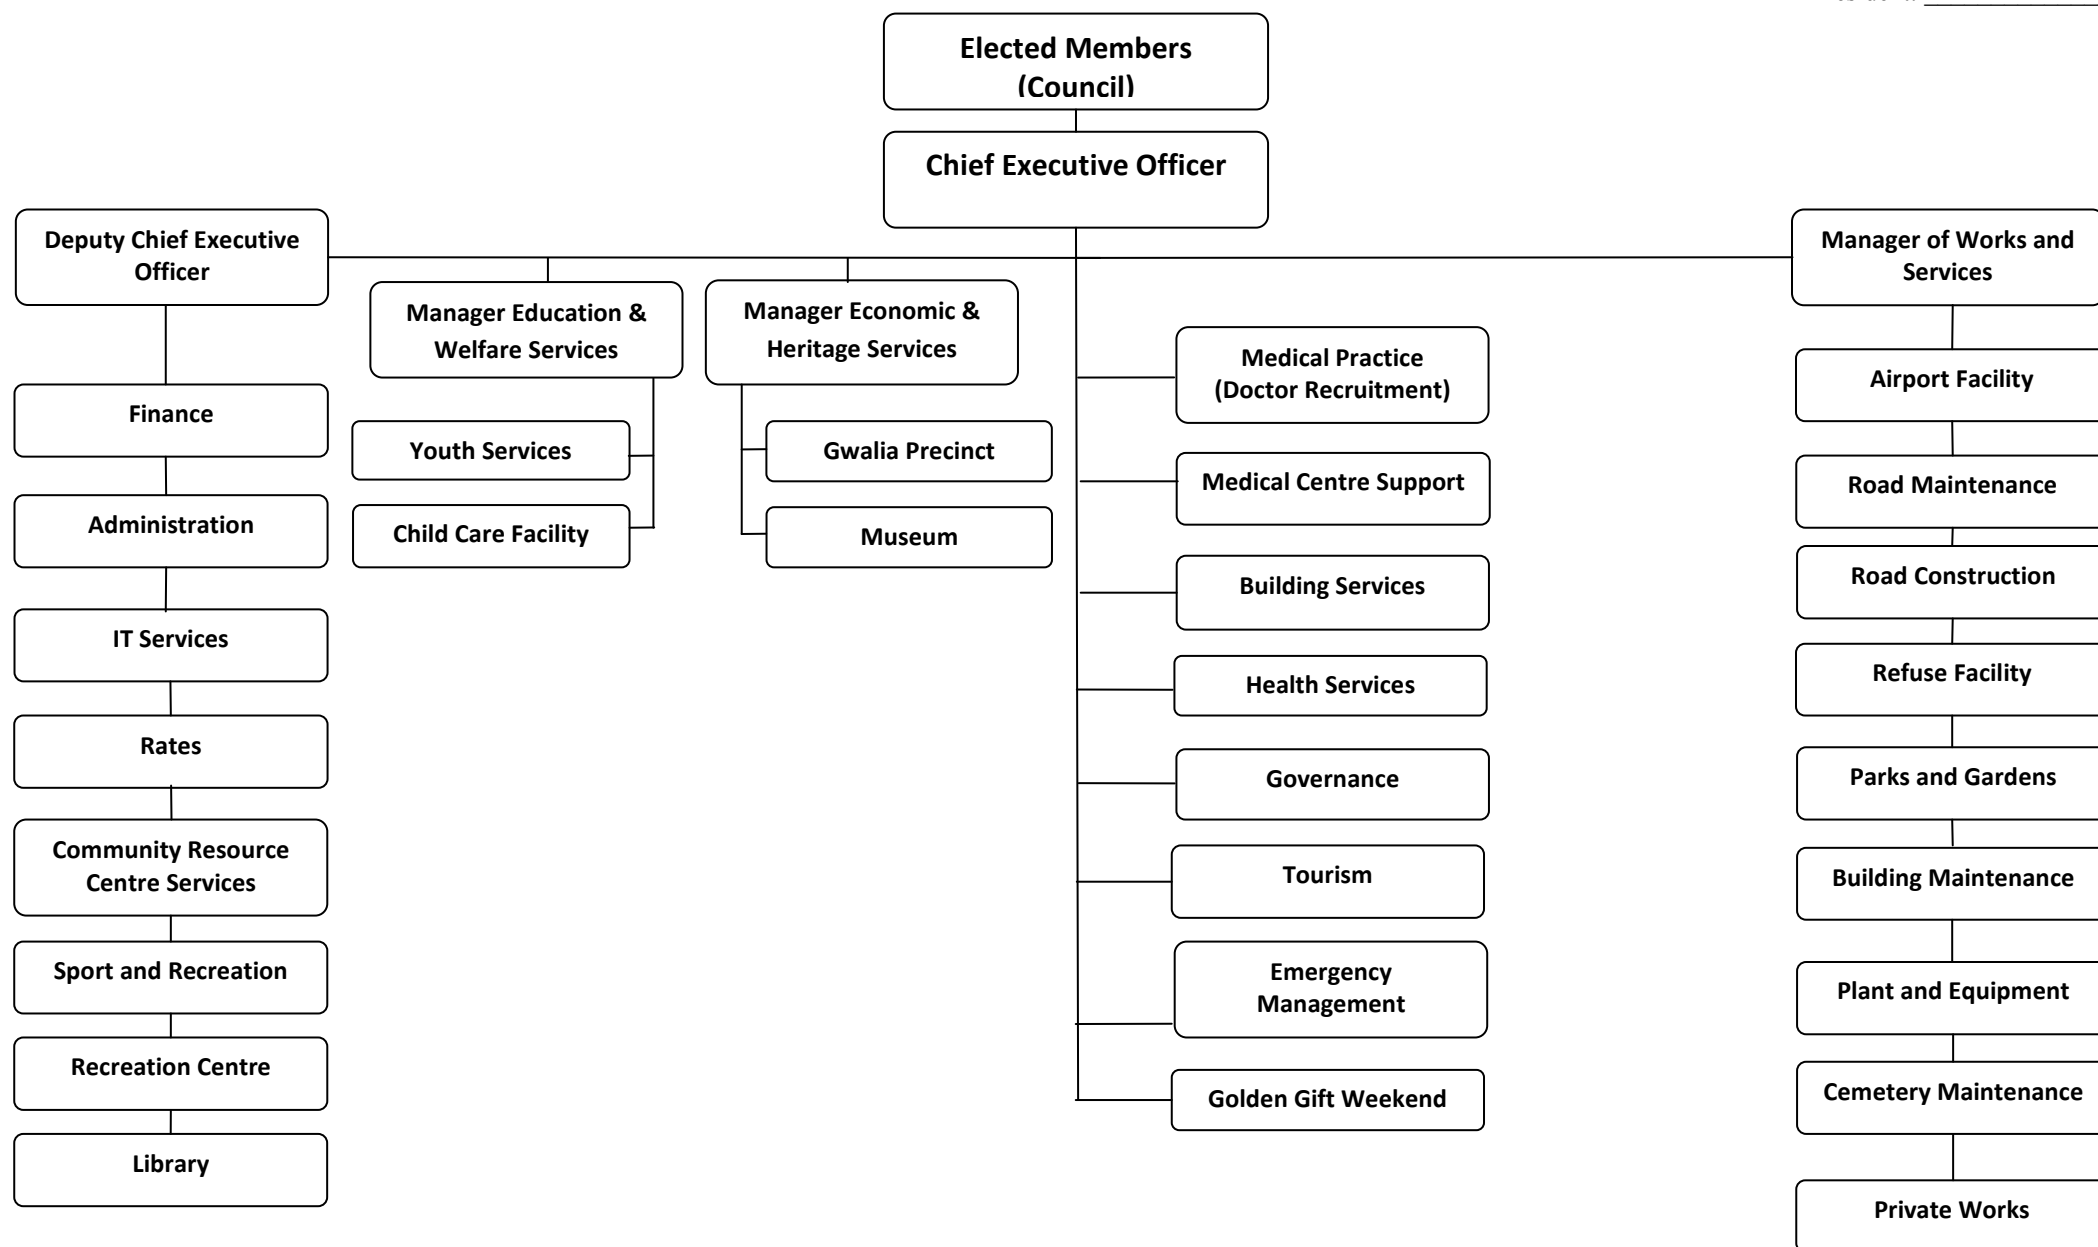 Elected Members
(Council)
Chief Executive Officer
Deputy Chief Executive
Officer
Manager Education &
Welfare Services
Manager Economic &
Heritage Services
Manager of Works and
Services
Finance
Administration
IT Services
Rates
Community Resource
Centre Services
Sport and Recreation
Recreation Centre
Library
Youth Services
Child Care Facility
Gwalia Precinct
Museum
Medical Practice
(Doctor Recruitment)
Medical Centre Support
Building Services
Health Services
Governance
Tourism
Emergency
Management
Golden Gift Weekend
Airport Facility
Road Maintenance
Road Construction
Refuse Facility
Parks and Gardens
Building Maintenance
Plant and Equipment
Cemetery Maintenance
Private Works